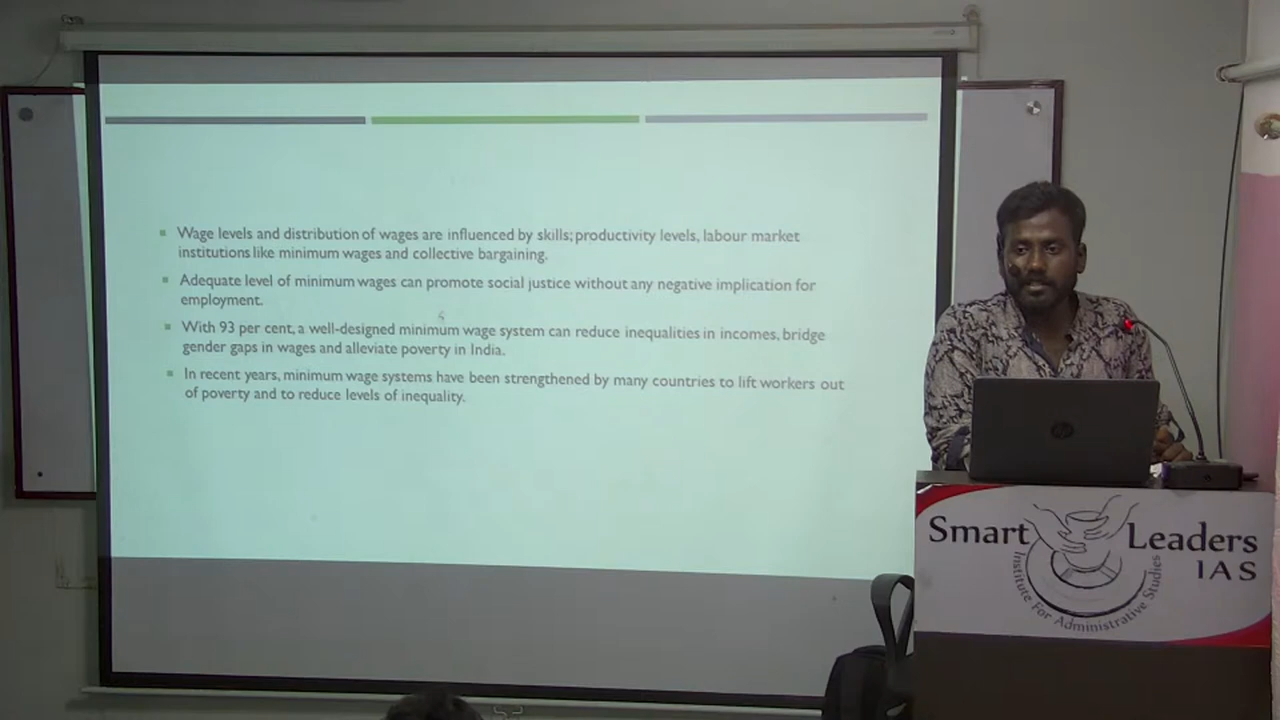 Wage levels and distribution of wages are influenced by skills; productivity levels, labour market
institutions like minimum wages and collective bargaining.
Adequate level of minimum wages can promote social justice without any negative implication for
employment.
With 93 per cent, a well-designed minimum wage system can reduce inequalities in incomes, bridge
gender gaps in wages and alleviate poverty in India.
In recent years, minimum wage systems have been strengthened by many countries to lift workers out
of poverty and to reduce levels of inequality.
hp
Smart Leaders
IAS
Institute For Administrative Studies